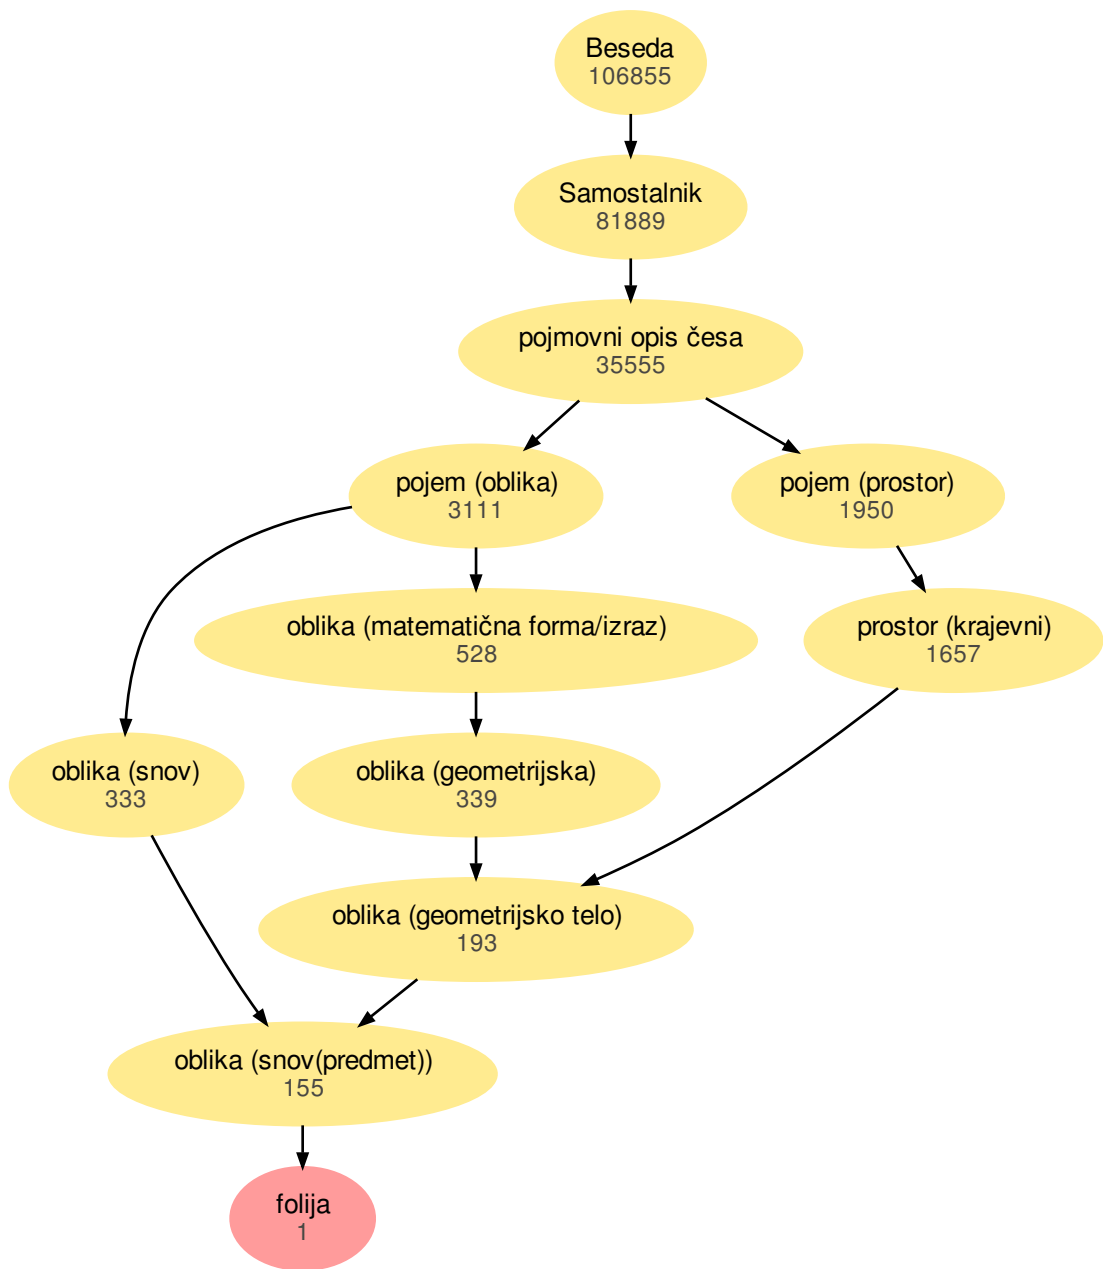 Beseda
106855
Samostalnik
81889
pojmovni opis česa
35555
pojem (oblika)
3111
pojem (prostor)
1950
oblika (matematična forma/izraz)
528
prostor (krajevni)
1657
oblika (snov)
333
oblika (geometrijska)
339
oblika (geometrijsko telo)
193
oblika (snov(predmet))
155
folija
1